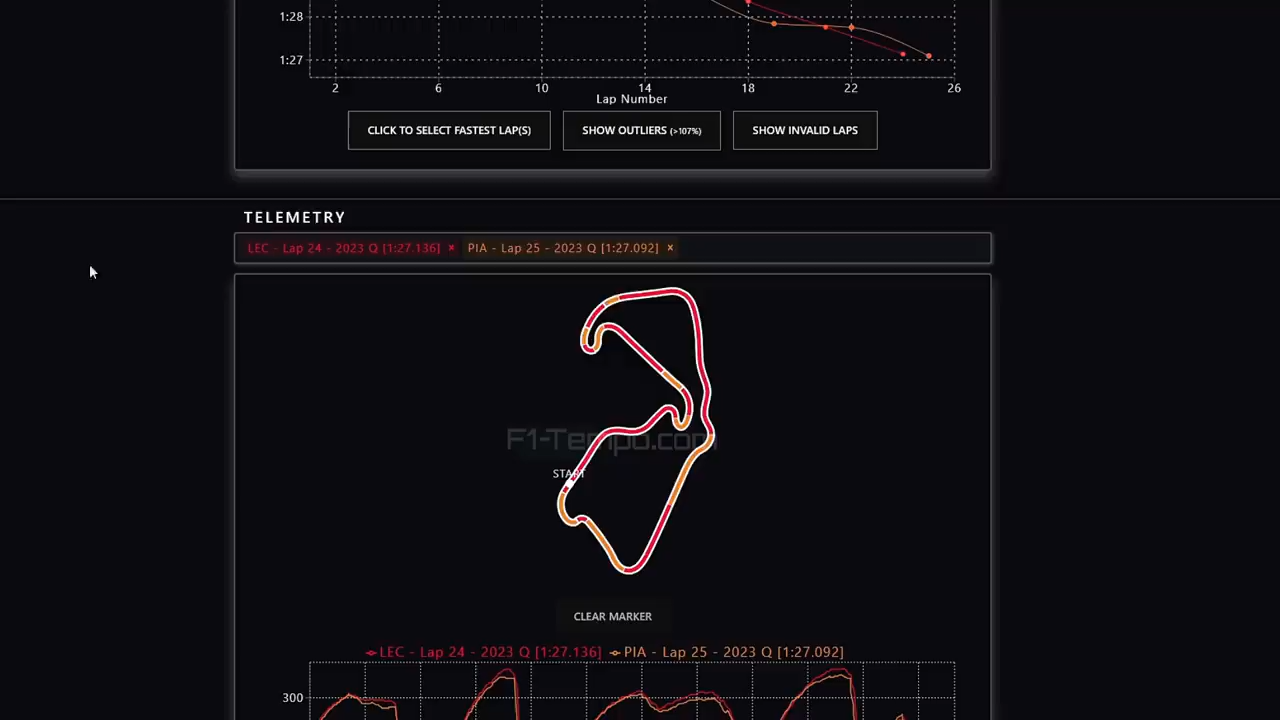 1:28
1:27
2 6 10 14 18 22 26
Lap Number
CLICK TO SELECT FASTEST LAP(S) SHOW OUTLIERS (>107%) SHOW INVALID LAPS
TELEMETRY
LEC - Lap 24 - 2023 Q [1:27.136] × PIA - Lap 25 - 2023 Q [1:27.092] ×
F1-Tempo.com
START
CLEAR MARKER
LEC - Lap 24 - 2023 Q [1:27.136] PIA - Lap 25 - 2023 Q [1:27.092]
300